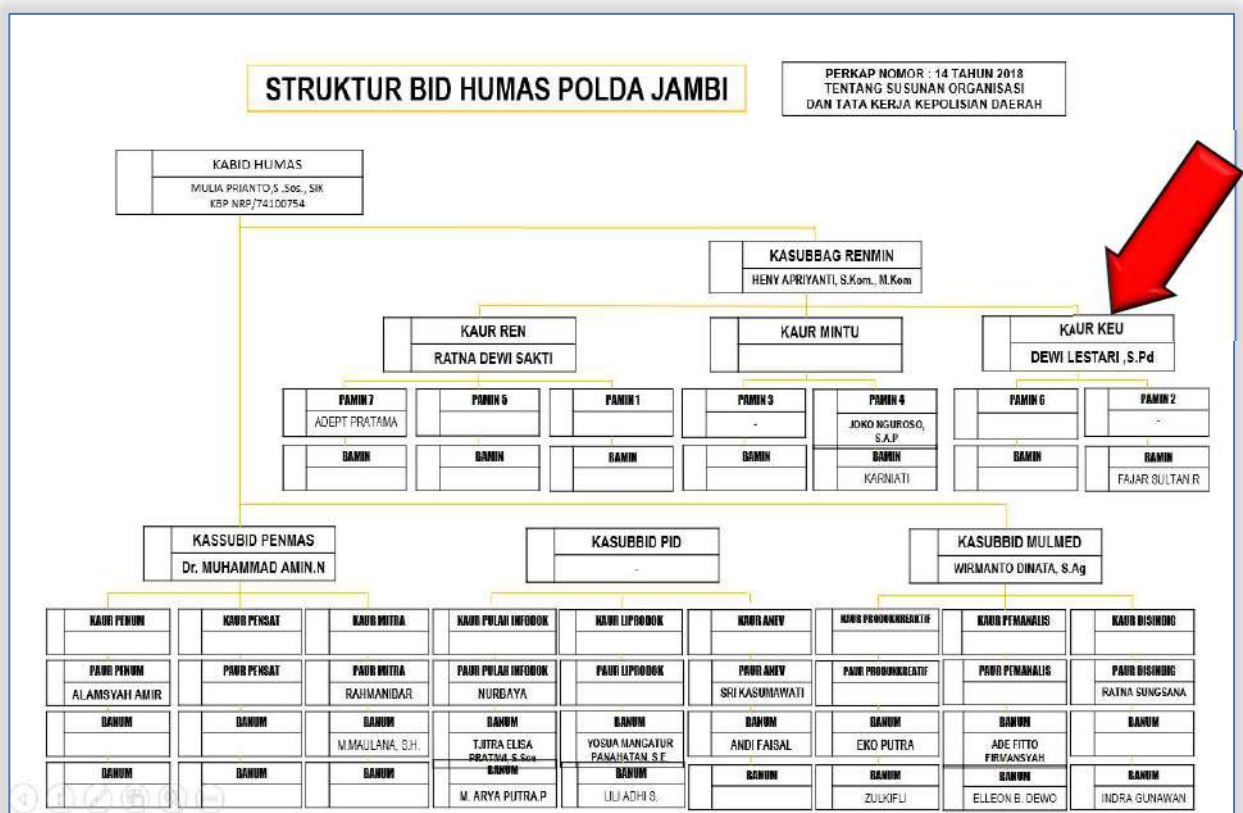 STRUKTUR BID HUMAS POLDA JAMBI
PERKAP NOMOR : 14 TAHUN 2018
TENTANG SUSUNAN ORGANISASI
DAN TATA KERJA KEPOLISIAN DAERAH
KABID HUMAS
MULIA PRIANTO,S .Sos., SIK
KBP NRP/74100754
KASUBBAG RENMIN
HENY APRIYANTI, S.Kom., M.Kom
KAUR REN
RATNA DEWI SAKTI
KAUR MINTU
KAUR KEU
DEWI LESTARI ,S.Pd
PAMIN 7
ADEPT PRATAMA
PAMIN 5
PAMIN 1
PAMIN 3
-
PAMIN 4
JOKO NGUROSO,
S.A.P
PAMIN 6
PAMIN 2
-
BAMIN
BAMIN
BAMIN
BAMIN
BAMIN
KARNIATI
BAMIN
BAMIN
FAJAR SULTAN.R
KASSUBID PENMAS
Dr. MUHAMMAD AMIN.N
KASUBBID PID
-
KASUBBID MULMED
WIRMANTO DINATA, S.Ag
KAUR PENUM
KAUR PENSAT
KAUR MITRA
KAUR PULAH INFODOK
KAUR LIPRODOK
KAUR ANEV
KAUR PRODUKKREAKTIF
KAUR PEMANALIS
KAUR DISINDIG
PAUR PENUM
ALAMSYAH AMIR
PAUR PENSAT
PAUR MITRA
RAHMANIDAR
PAUR PULAH INFODOK
NURBAYA
PAUR LIPRODOK
PAUR ANEV
SRI KASUMAWATI
PAUR PRODUKKREATIF
PAUR PEMANALIS
PAUR DISINDIG
RATNA SUNGSANA
BANUM
BANUM
BANUM
M.MAULANA, S.H.
BANUM
TJITRA ELISA
PRATIWI, S.Sos
BANUM
YOSUA MANGATUR
PANAHATAN, S.E
BANUM
ANDI FAISAL
BANUM
EKO PUTRA
BANUM
ADE FITTO
FIRMANSYAH
BANUM
BANUM
BANUM
BANUM
BANUM
M. ARYA PUTRA.P
BANUM
LILI ADHI S.
BANUM
BANUM
ZULKIFLI
BANUM
ELLEON B. DEWO
BANUM
INDRA GUNAWAN